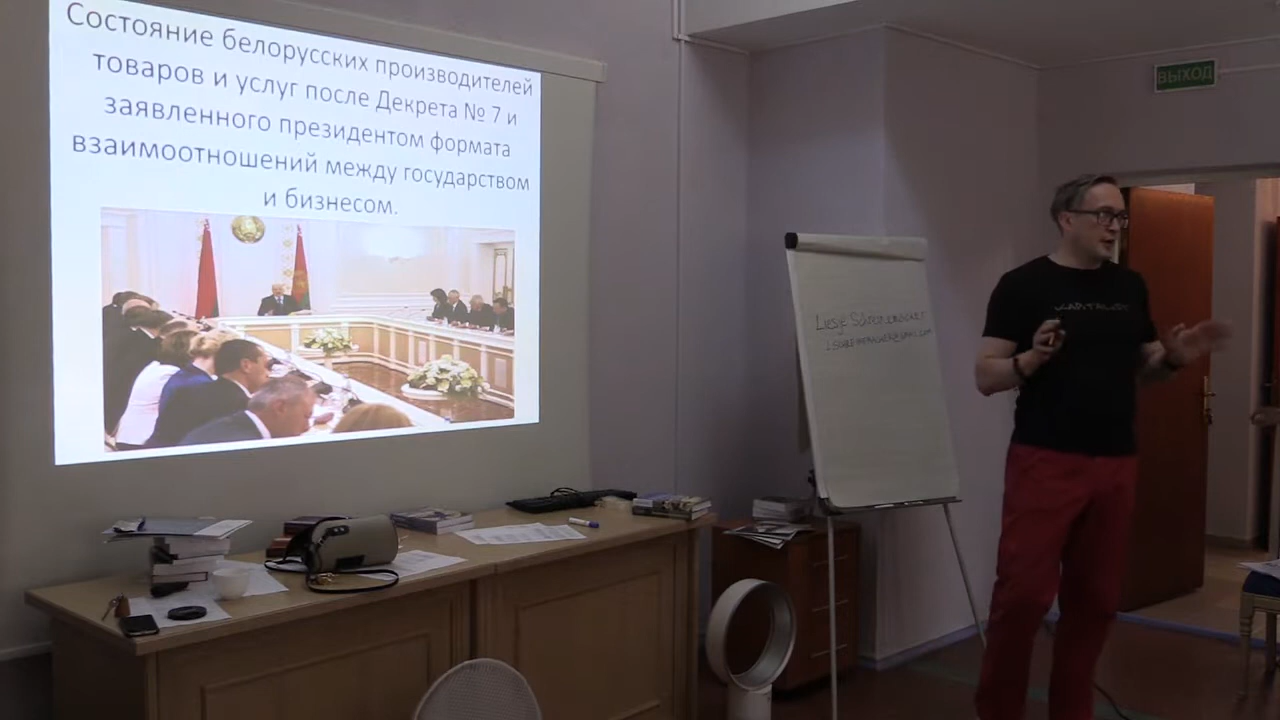 Состояние белорусских производителей
товаров и услуг после Декрета № 7 и
заявленного президентом формата
взаимоотношений между государством
и бизнесом.
ВЫХОД